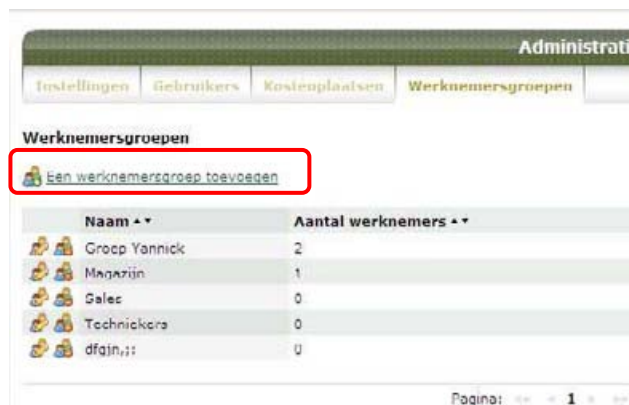 Administrati
Instellingen Gebruikers Kostenplaatsen Werknemersgroepen
Werknemersgroepen
Een werknemersgroep toevoegen
Naam Aantal werknemers
Groep Yannick 2
Magazijn 1
Sales 0
Techniekers 0
dfgjn,;: 0
Pagina: << < 1 > >>